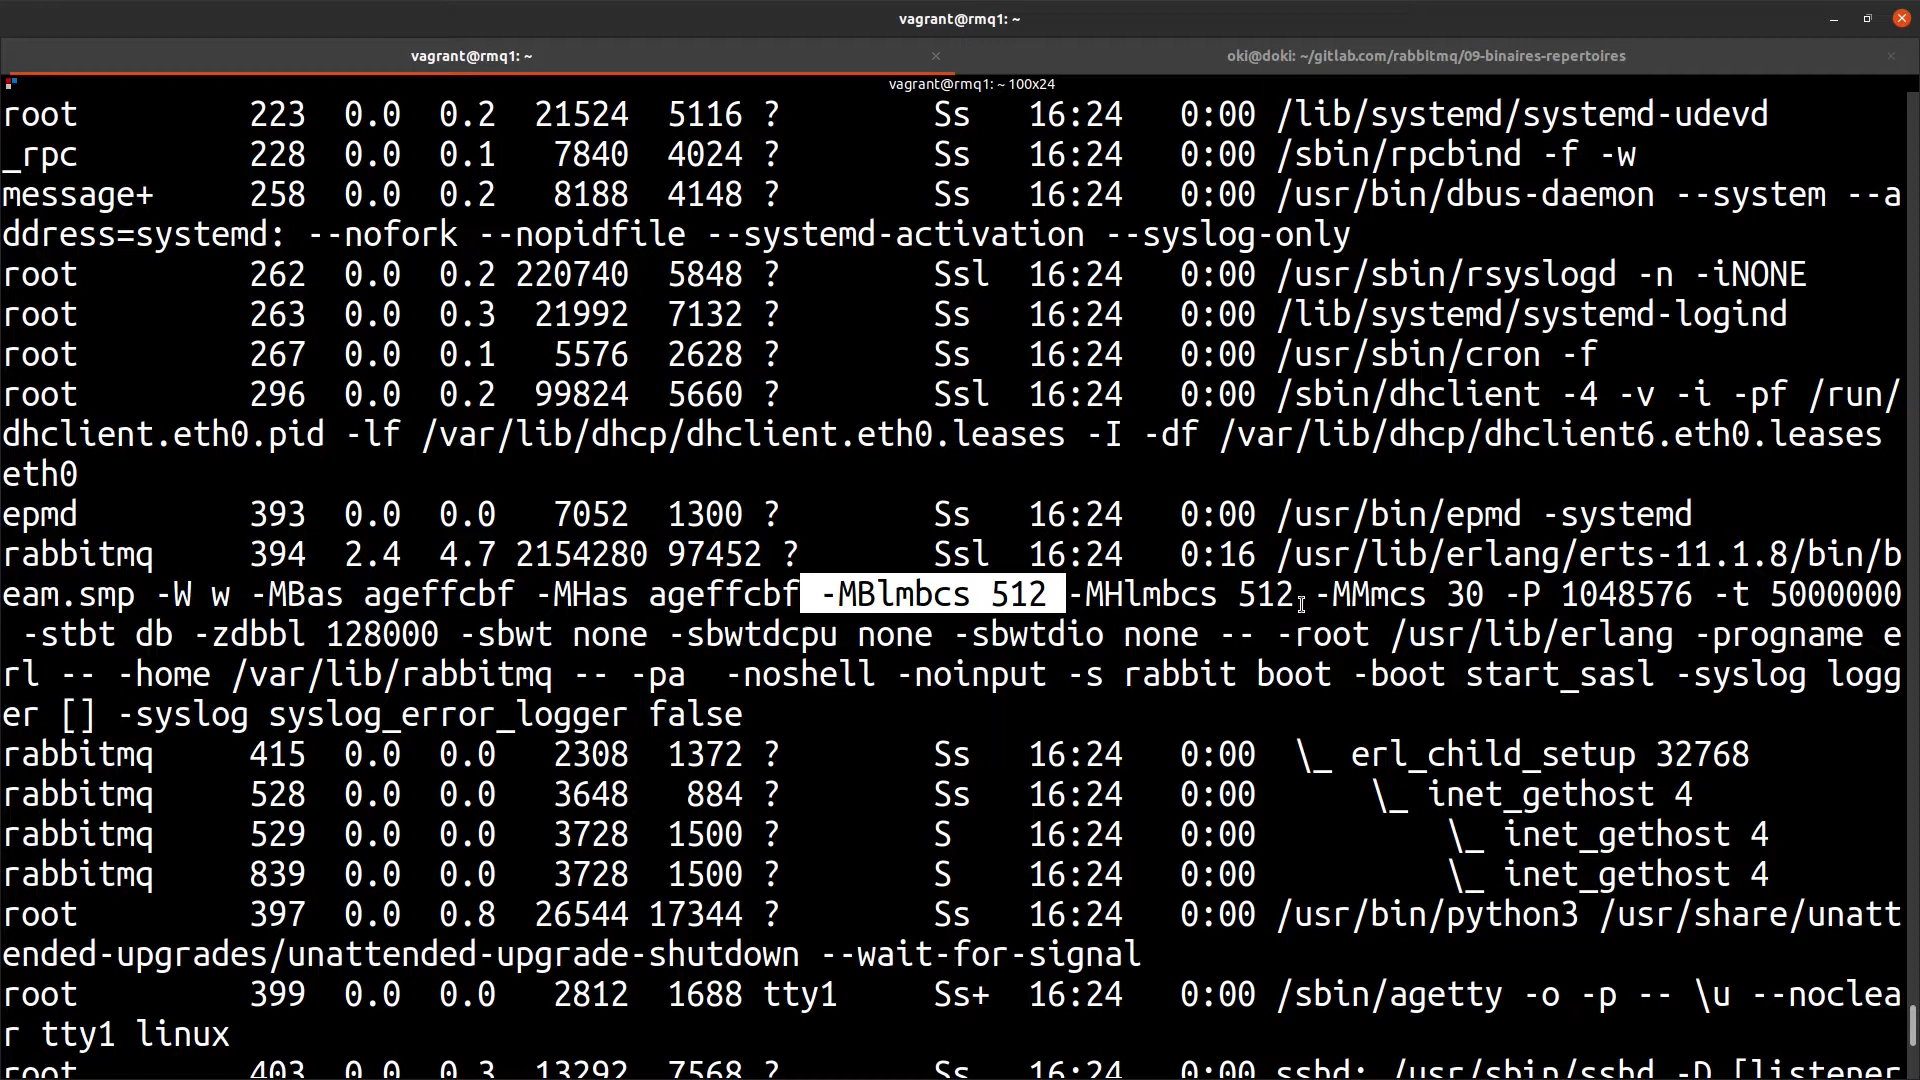 vagrant@rmq1: ~
vagrant@rmq1: ~
oki@doki: ~/gitlab.com/rabbitmq/09-binaires-repertoires
vagrant@rmq1: ~ 100x24
root         223  0.0  0.2  21524  5116 ?        Ss   16:24   0:00 /lib/systemd/systemd-udevd
_rpc         228  0.0  0.1   7840  4024 ?        Ss   16:24   0:00 /sbin/rpcbind -f -w
message+     258  0.0  0.2   8188  4148 ?        Ss   16:24   0:00 /usr/bin/dbus-daemon --system --a
ddress=systemd: --nofork --nopidfile --systemd-activation --syslog-only
root         262  0.0  0.2 220740  5848 ?        Ssl  16:24   0:00 /usr/sbin/rsyslogd -n -iNONE
root         263  0.0  0.3  21992  7132 ?        Ss   16:24   0:00 /lib/systemd/systemd-logind
root         267  0.0  0.1   5576  2628 ?        Ss   16:24   0:00 /usr/sbin/cron -f
root         296  0.0  0.2  99824  5660 ?        Ssl  16:24   0:00 /sbin/dhclient -4 -v -i -pf /run/
dhclient.eth0.pid -lf /var/lib/dhcp/dhclient.eth0.leases -I -df /var/lib/dhcp/dhclient6.eth0.leases
eth0
epmd         393  0.0  0.0   7052  1300 ?        Ss   16:24   0:00 /usr/bin/epmd -systemd
rabbitmq     394  2.4  4.7 2154280 97452 ?       Ssl  16:24   0:16 /usr/lib/erlang/erts-11.1.8/bin/b
eam.smp -W w -MBas ageffcbf -MHas ageffcbf -MBlmbcs 512 -MHlmbcs 512 -MMmcs 30 -P 1048576 -t 5000000
 -stbt db -zdbbl 128000 -sbwt none -sbwtdcpu none -sbwtdio none -- -root /usr/lib/erlang -progname e
rl -- -home /var/lib/rabbitmq -- -pa  -noshell -noinput -s rabbit boot -boot start_sasl -syslog logg
er [] -syslog syslog_error_logger false
rabbitmq     415  0.0  0.0   2308  1372 ?        Ss   16:24   0:00  \_ erl_child_setup 32768
rabbitmq     528  0.0  0.0   3648   884 ?        Ss   16:24   0:00      \_ inet_gethost 4
rabbitmq     529  0.0  0.0   3728  1500 ?        S    16:24   0:00          \_ inet_gethost 4
rabbitmq     839  0.0  0.0   3728  1500 ?        S    16:24   0:00          \_ inet_gethost 4
root         397  0.0  0.8  26544 17344 ?        Ss   16:24   0:00 /usr/bin/python3 /usr/share/unatt
ended-upgrades/unattended-upgrade-shutdown --wait-for-signal
root         399  0.0  0.0   2812  1688 tty1     Ss+  16:24   0:00 /sbin/agetty -o -p -- \u --noclea
r tty1 linux
root         403  0.0  0.3  13292  7568 ?        Ss   16:24   0:00 sshd: /usr/sbin/sshd -D [listener